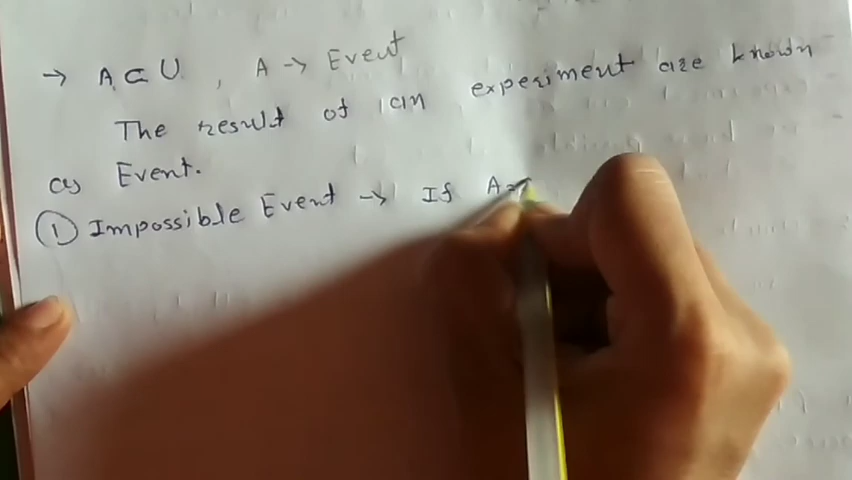 → A ⊂ U , A → Event
The result of an experiment are known
as Event.
① Impossible Event → If A =